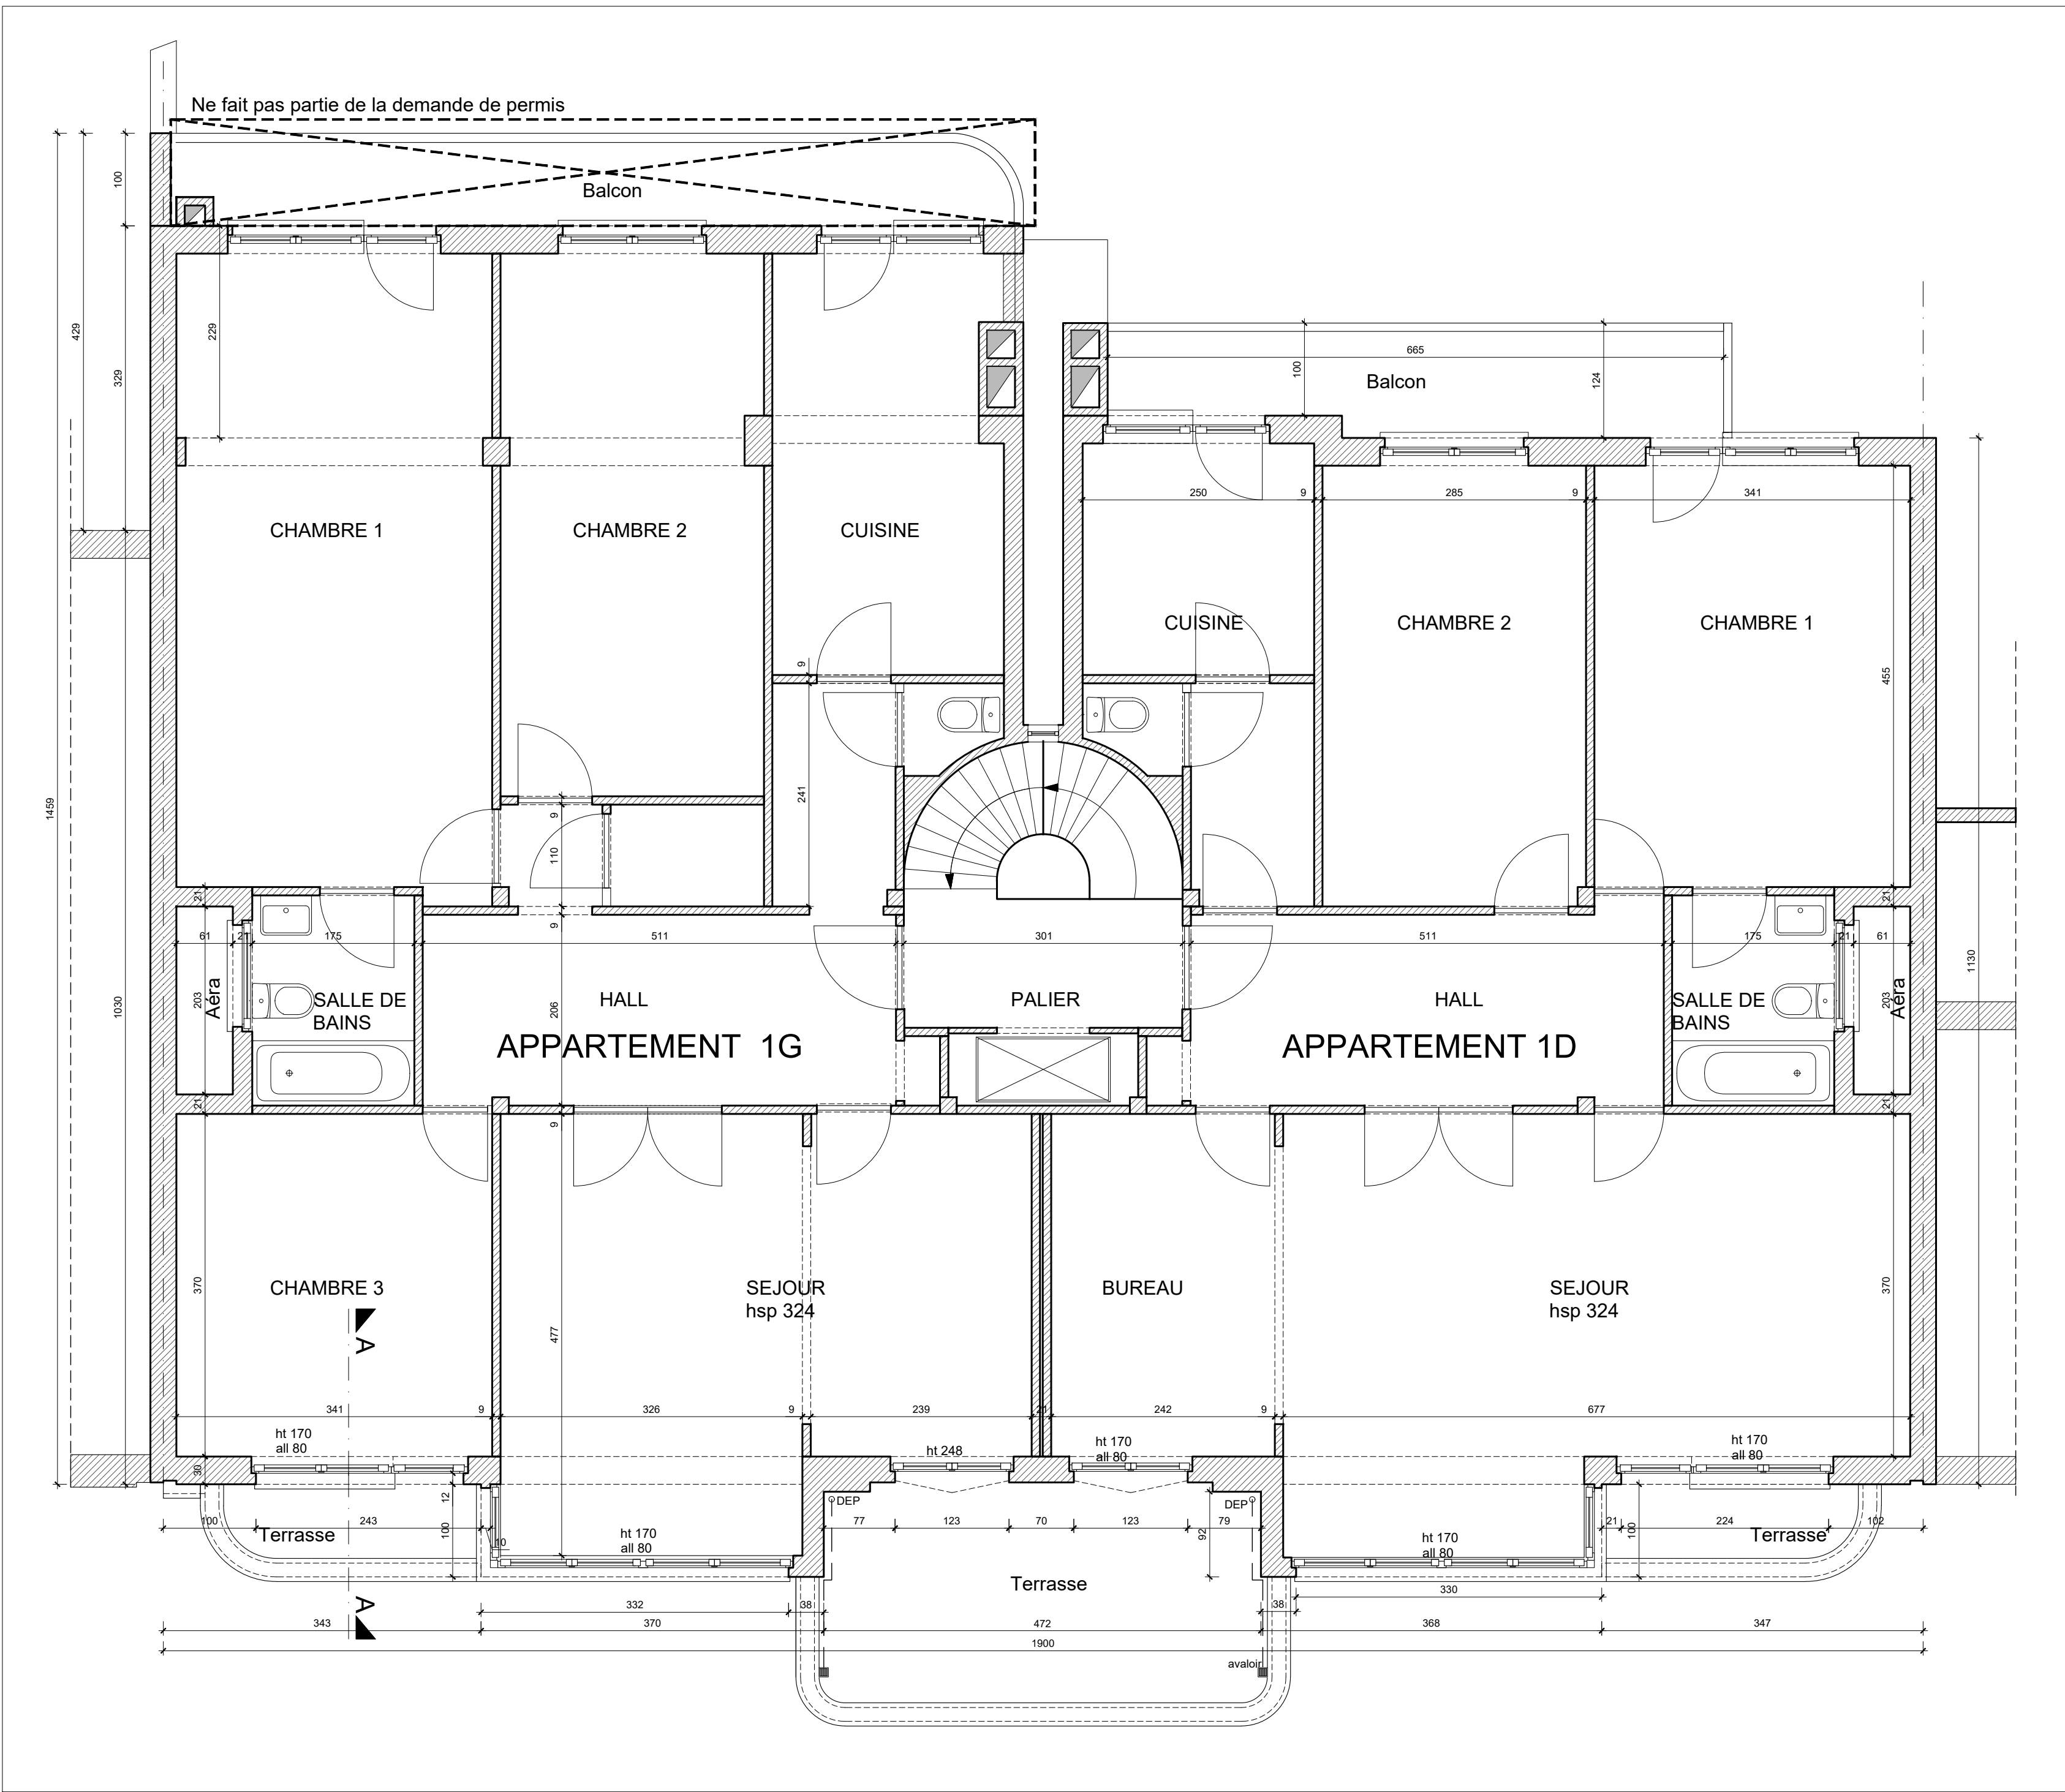 Ne fait pas partie de la demande de permis
Balcon
100
429
329
229
665
Balcon
100
124
CHAMBRE 1
CHAMBRE 2
CUISINE
250
9
285
9
341
CUISINE
CHAMBRE 2
CHAMBRE 1
455
9
241
1459
9
110
21
21
61
21
175
9
511
301
511
175
21
61
Aéra
203
1030
SALLE DE
BAINS
HALL
206
PALIER
HALL
SALLE DE
BAINS
203
Aéra
1130
APPARTEMENT 1G
APPARTEMENT 1D
21
9
21
370
CHAMBRE 3
SEJOUR
hsp 324
BUREAU
SEJOUR
hsp 324
370
A
477
341
9
326
9
239
21
242
9
677
ht 170
all 80
ht 248
ht 170
all 80
ht 170
all 80
30
12
DEP
DEP
100
243
Terrasse
100
10
ht 170
all 80
77
123
70
123
79
92
ht 170
all 80
21
100
224
Terrasse
102
Terrasse
330
A
332
38
38
343
370
472
368
347
1900
avaloir